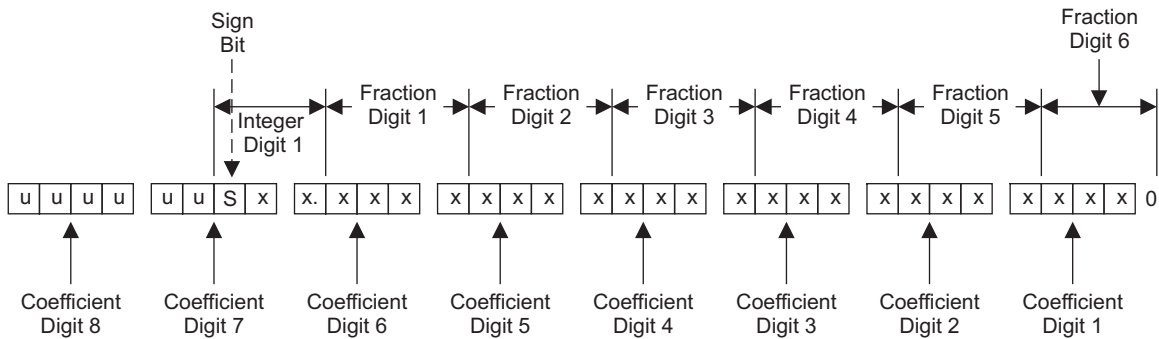 Sign
Bit
Fraction
Digit 6
Integer
Digit 1
Fraction
Digit 1
Fraction
Digit 2
Fraction
Digit 3
Fraction
Digit 4
Fraction
Digit 5
u u u u u u S x x. x x x x x x x x x x x x x x x x x x x x x x x 0
Coefficient
Digit 8
Coefficient
Digit 7
Coefficient
Digit 6
Coefficient
Digit 5
Coefficient
Digit 4
Coefficient
Digit 3
Coefficient
Digit 2
Coefficient
Digit 1